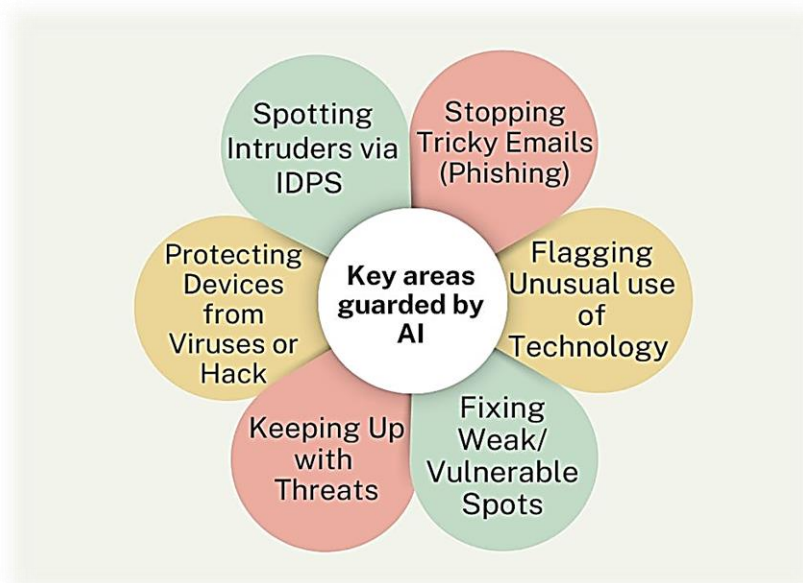 Spotting
Intruders via
IDPS
Stopping
Tricky Emails
(Phishing)
Protecting
Devices
from
Viruses or
Hack
Key areas
guarded by
AI
Flagging
Unusual use
of
Technology
Keeping Up
with
Threats
Fixing
Weak/
Vulnerable
Spots